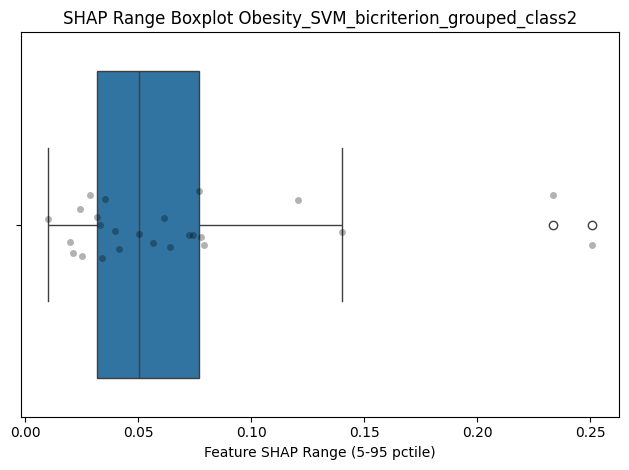 SHAP Range Boxplot Obesity_SVM_bicriterion_grouped_class2
0.00 0.05 0.10 0.15 0.20 0.25
Feature SHAP Range (5-95 pctile)